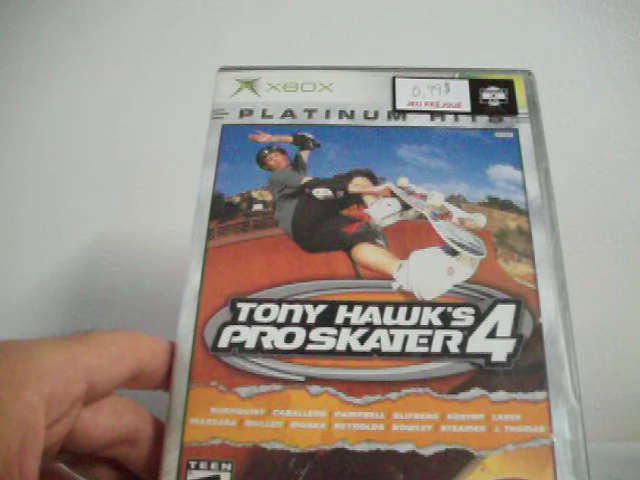 XBOX
0,99$
JEU PRÉJOUÉ
PLATINUM HITS
TONY HAWK'S
PRO SKATER 4
BURNQUIST CABALLERO CAMPBELL GLIFBERG KOSTON LASEK
MARGERA MULLEN MUSKA REYNOLDS ROWLEY STEAMER J. THOMAS
TEEN